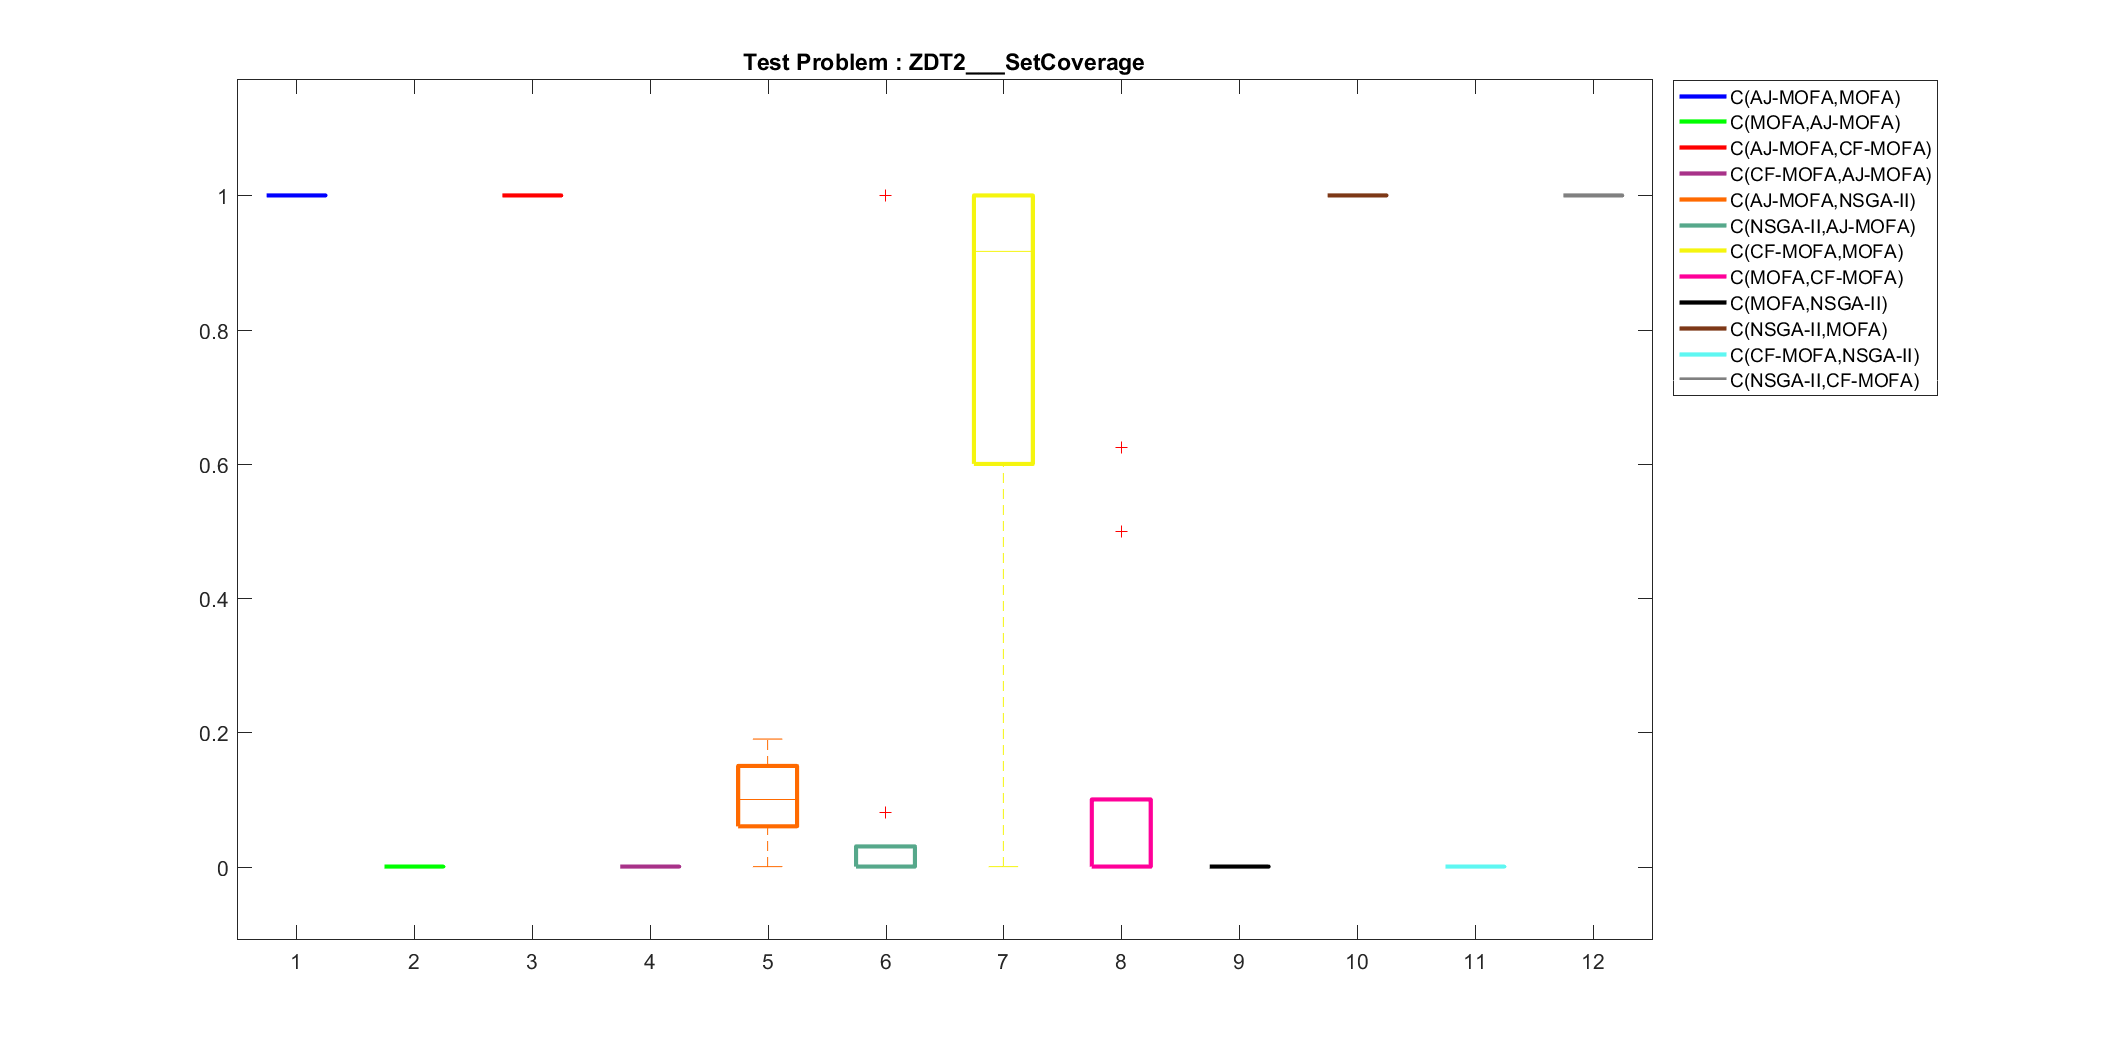 Test Problem : ZDT2___SetCoverage
C(AJ-MOFA,MOFA)
C(MOFA,AJ-MOFA)
C(AJ-MOFA,CF-MOFA)
C(CF-MOFA,AJ-MOFA)
C(AJ-MOFA,NSGA-II)
C(NSGA-II,AJ-MOFA)
C(CF-MOFA,MOFA)
C(MOFA,CF-MOFA)
C(MOFA,NSGA-II)
C(NSGA-II,MOFA)
C(CF-MOFA,NSGA-II)
C(NSGA-II,CF-MOFA)
1
0.8
0.6
0.4
0.2
0
1 2 3 4 5 6 7 8 9 10 11 12